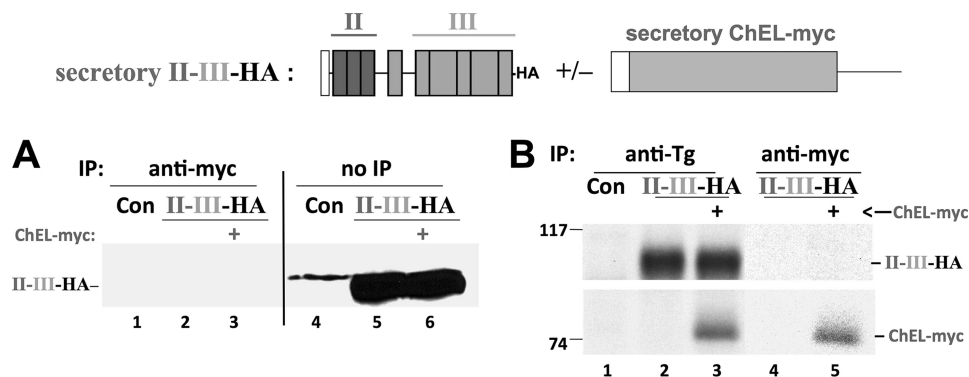 II III
secretory II-III-HA : -HA +/– secretory ChEL-myc
A
IP: anti-myc no IP
Con II-III-HA Con II-III-HA
ChEL-myc: + +
II-III-HA–
1 2 3 4 5 6
B
IP: anti-Tg anti-myc
Con II-III-HA II-III-HA
+ + <—ChEL-myc
117
–II-III-HA
74 –ChEL-myc
1 2 3 4 5